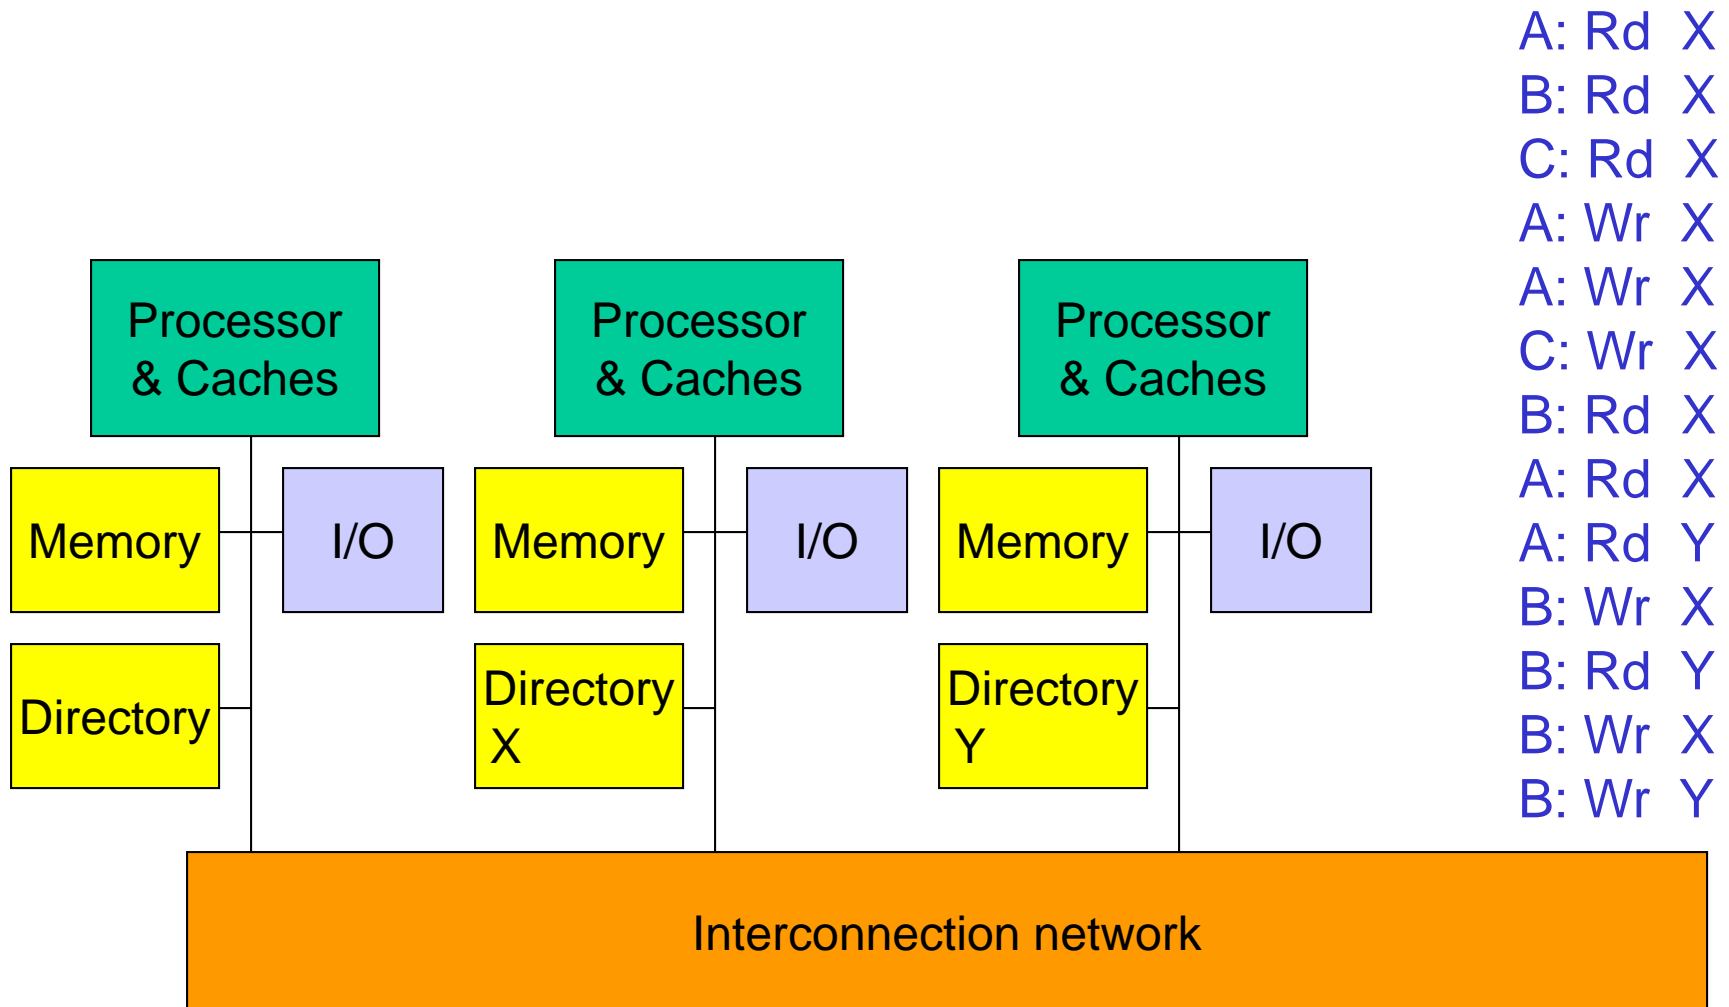 A: Rd X
B: Rd X
C: Rd X
A: Wr X
A: Wr X
C: Wr X
B: Rd X
A: Rd X
A: Rd Y
B: Wr X
B: Rd Y
B: Wr X
B: Wr Y
Processor
& Caches
Processor
& Caches
Processor
& Caches
Memory
I/O
Memory
I/O
Memory
I/O
Directory
Directory
X
Directory
Y
Interconnection network